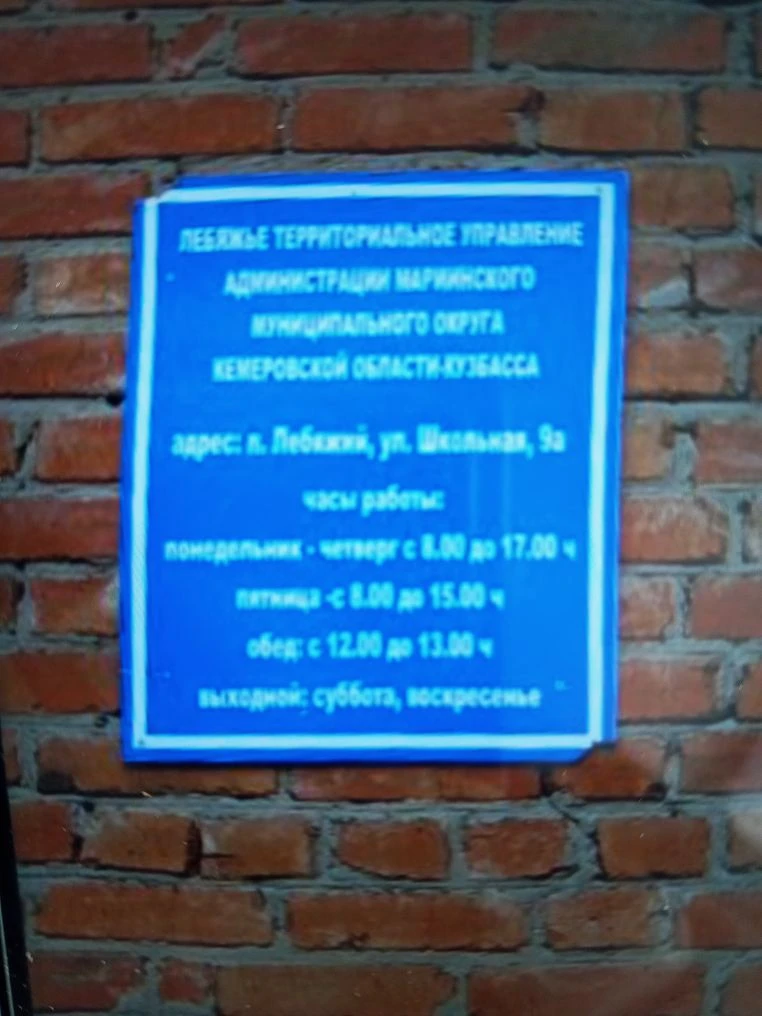 ЛЕБЯЖЬЕ ТЕРРИТОРИАЛЬНОЕ УПРАВЛЕНИЕ
АДМИНИСТРАЦИИ МАРИИНСКОГО
МУНИЦИПАЛЬНОГО ОКРУГА
КЕМЕРОВСКОЙ ОБЛАСТИ-КУЗБАССА
адрес: п. Лебяжий, ул. Школьная, 9а
часы работы:
понедельник - четверг с 8.00 до 17.00 ч
пятница -с 8.00 до 15.00 ч
обед: с 12.00 до 13.00 ч
выходной: суббота, воскресенье